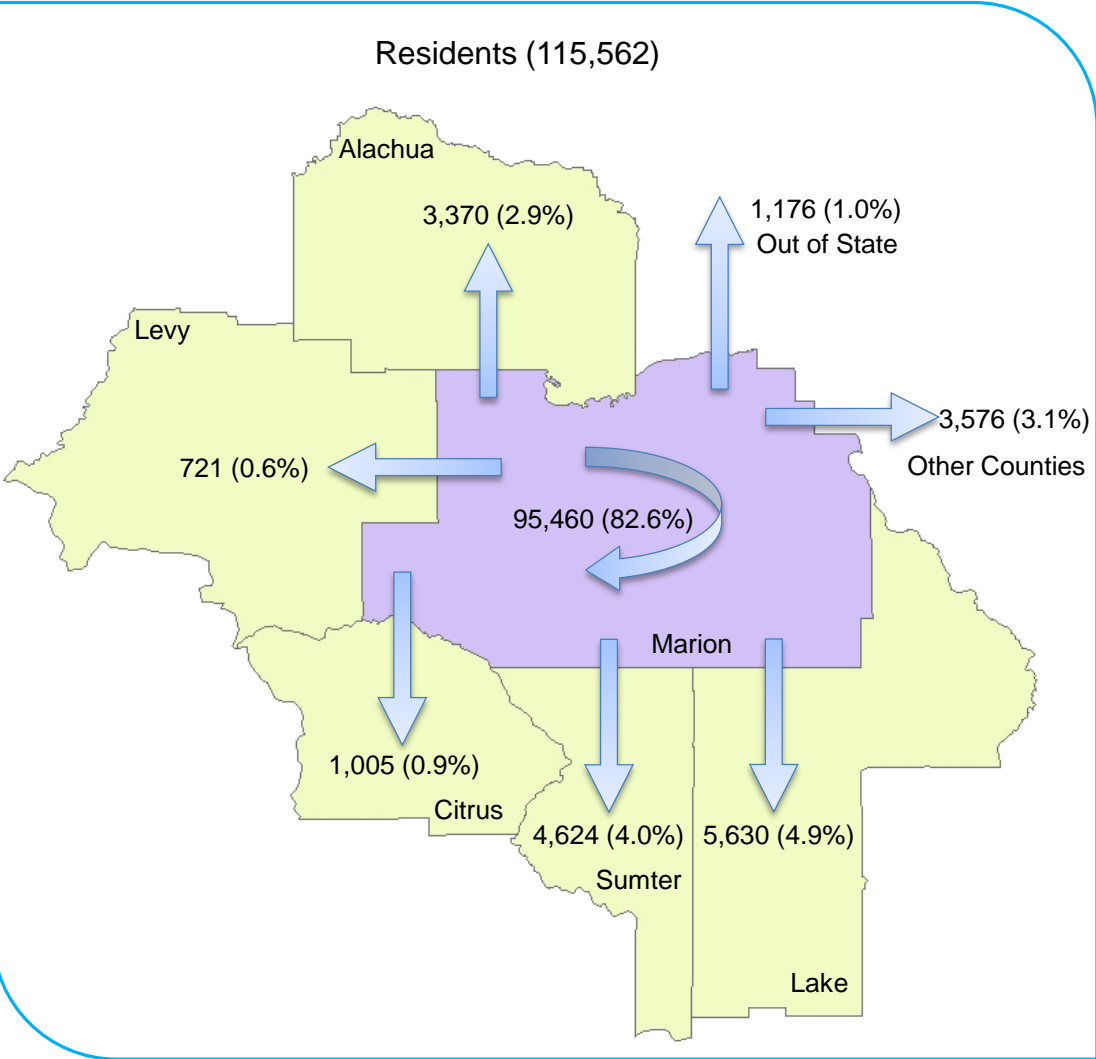 Residents (115,562)
Alachua
3,370 (2.9%)
1,176 (1.0%)
Out of State
Levy
3,576 (3.1%)
Other Counties
721 (0.6%)
95,460 (82.6%)
Marion
1,005 (0.9%)
Citrus
4,624 (4.0%)
Sumter
5,630 (4.9%)
Lake